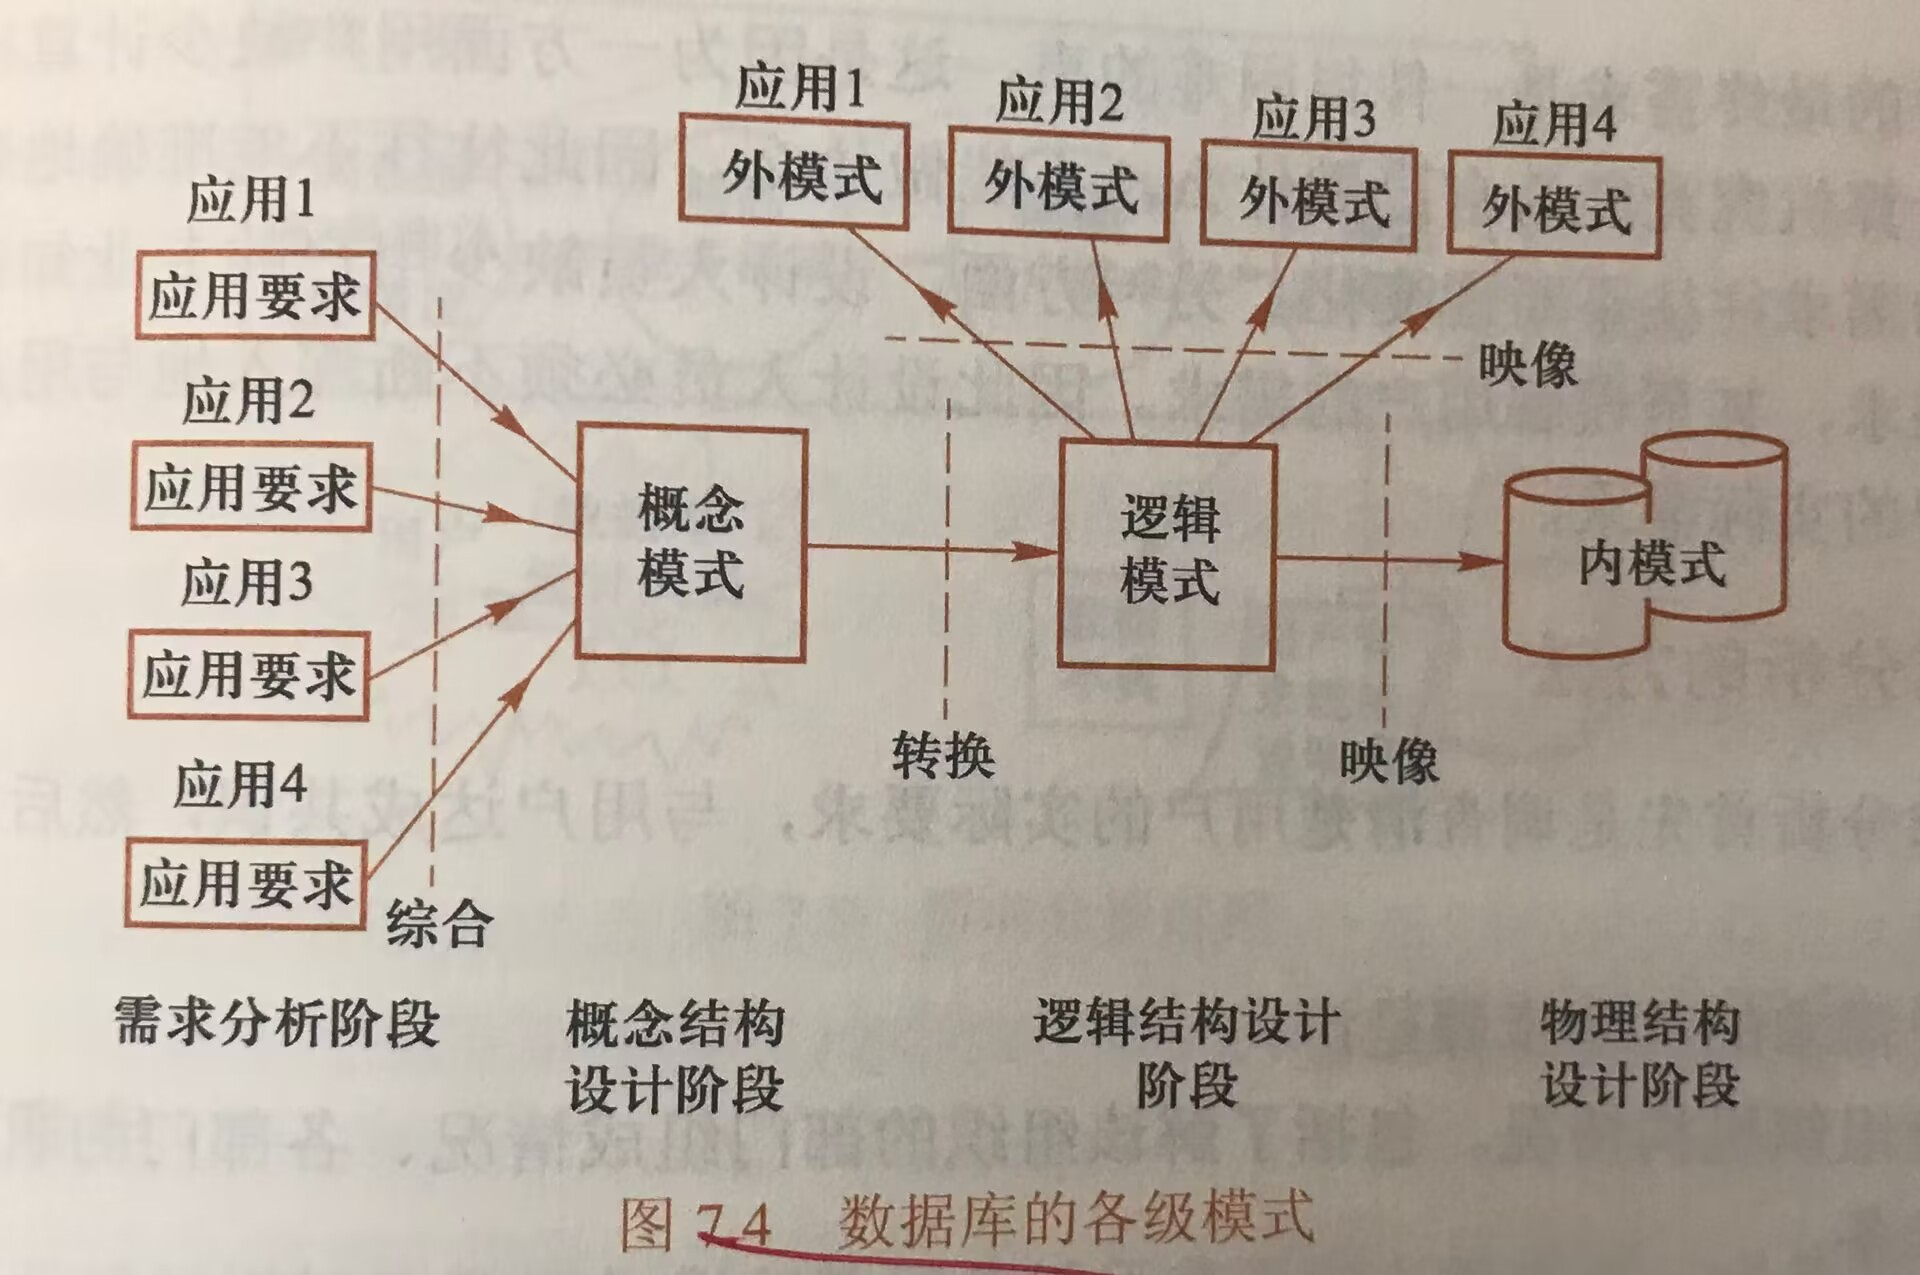 应用1
应用2
应用3
应用4
外模式
外模式
外模式
外模式
应用1
应用要求
应用2
应用要求
应用3
应用要求
应用4
应用要求
综合
概念
模式
转换
逻辑
模式
映像
映像
内模式
需求分析阶段
概念结构
设计阶段
逻辑结构设计
阶段
物理结构
设计阶段
图 7.4 数据库的各级模式